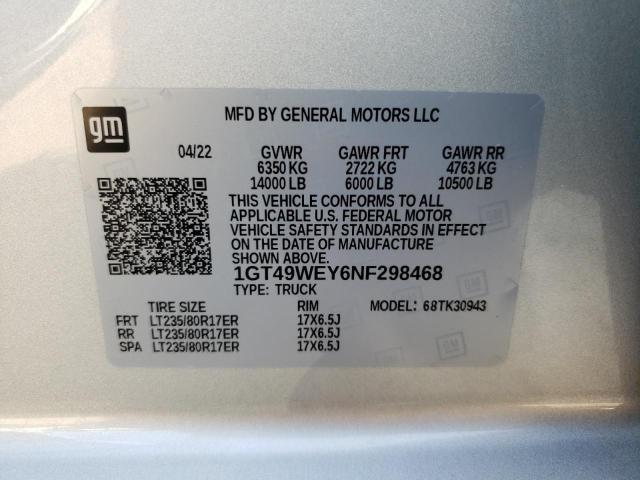 gm
MFD BY GENERAL MOTORS LLC
04/22 GVWR GAWR FRT GAWR RR
6350 KG 2722 KG 4763 KG
14000 LB 6000 LB 10500 LB
THIS VEHICLE CONFORMS TO ALL
APPLICABLE U.S. FEDERAL MOTOR
VEHICLE SAFETY STANDARDS IN EFFECT
ON THE DATE OF MANUFACTURE
SHOWN ABOVE.
1GT49WEY6NF298468
TYPE: TRUCK
TIRE SIZE RIM MODEL: 68TK30943
FRT LT235/80R17ER 17X6.5J
RR LT235/80R17ER 17X6.5J
SPA LT235/80R17ER 17X6.5J
GM
GM